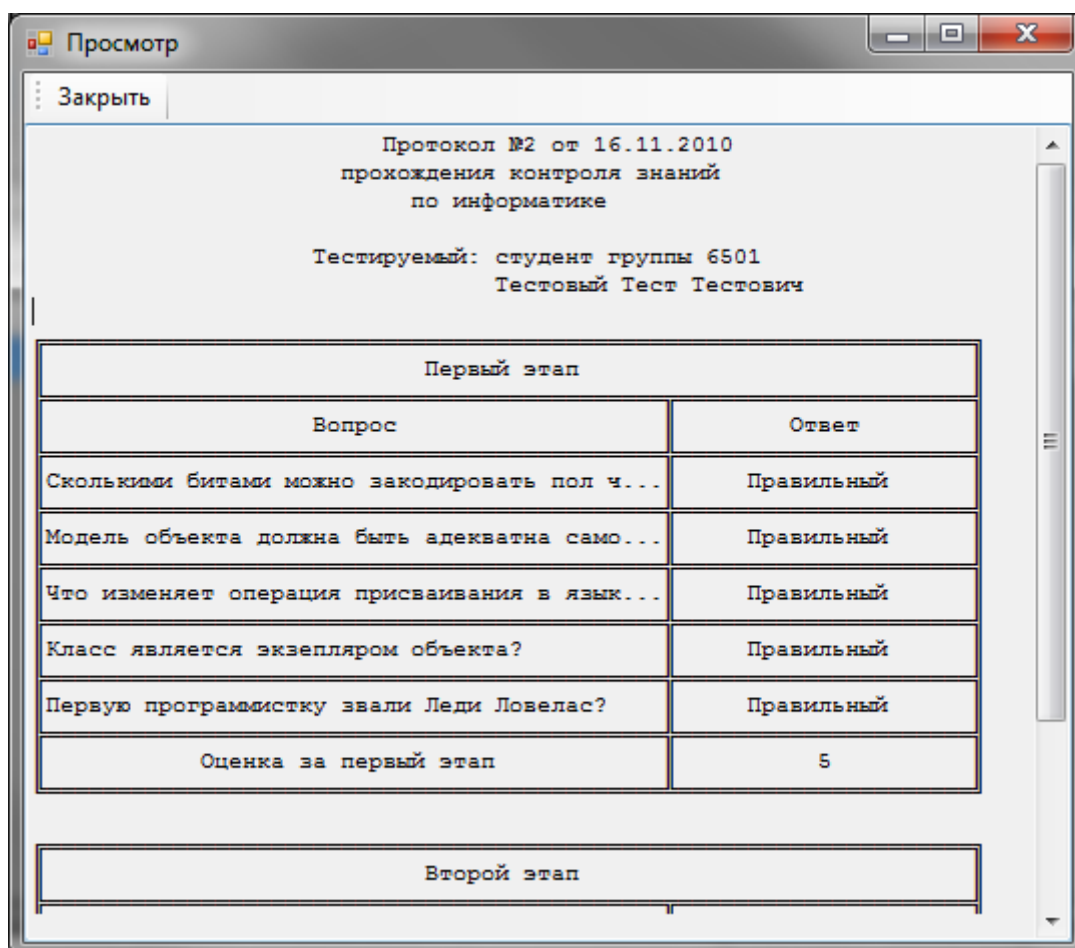 Просмотр
Закрыть
Протокол №2 от 16.11.2010
прохождения контроля знаний
по информатике
Тестируемый: студент группы 6501
Тестовый Тест Тестович
Первый этап
Вопрос Ответ
Сколькими битами можно закодировать пол ч... Правильный
Модель объекта должна быть адекватна само... Правильный
Что изменяет операция присваивания в язык... Правильный
Класс является экзепляром объекта? Правильный
Первую программистку звали Леди Ловелас? Правильный
Оценка за первый этап 5
Второй этап